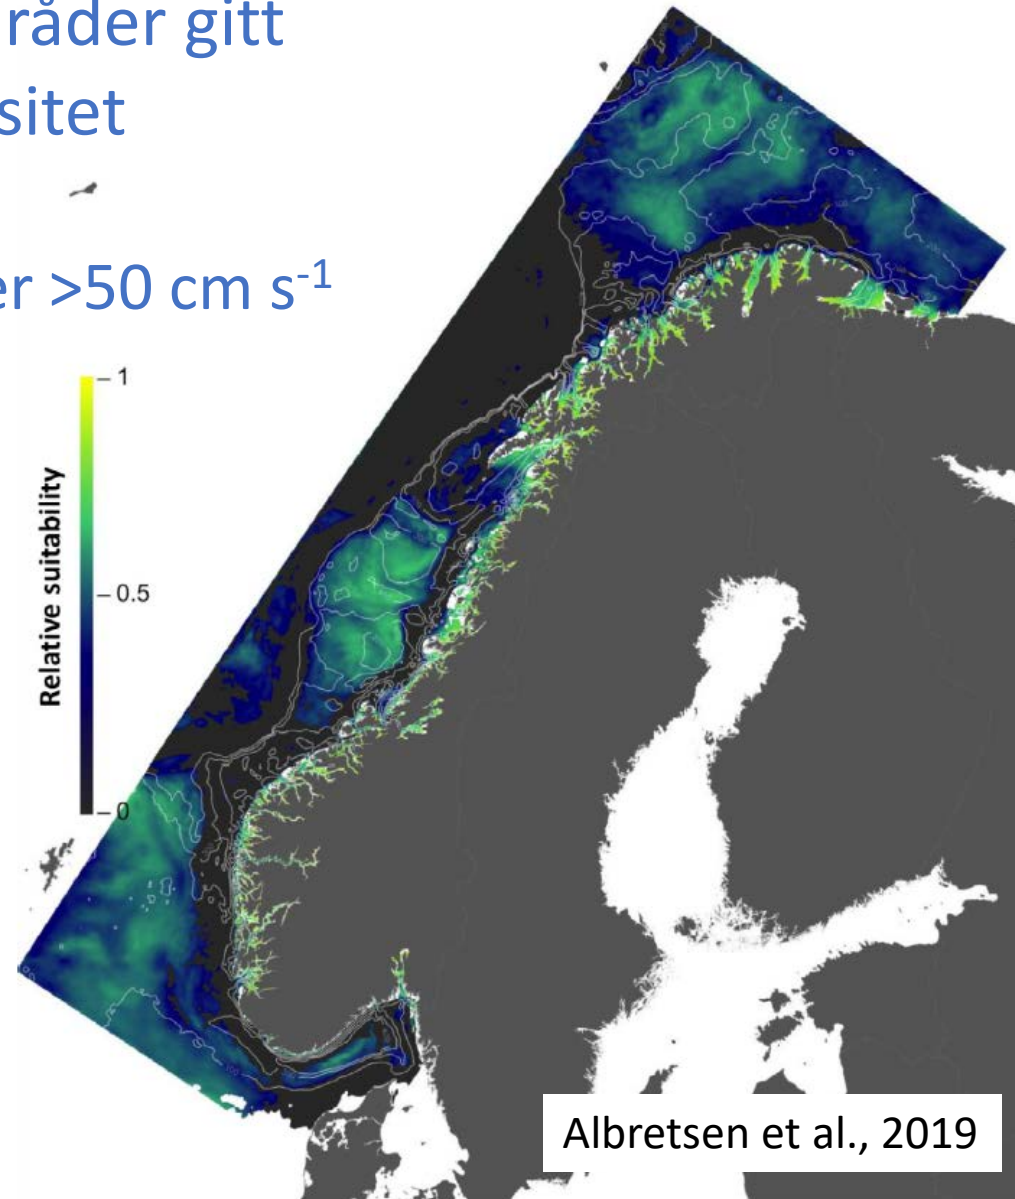 råder gitt
sitet
er >50 cm s⁻¹
1
Relative suitability
0.5
0
Albretsen et al., 2019